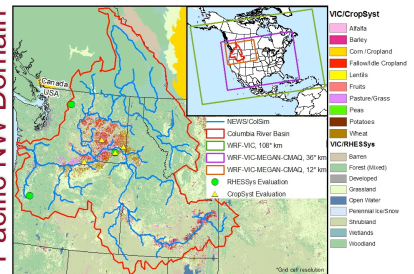 Pacific NW Domain
Canada
USA
NEWS/ColSim
Columbia River Basin
WRF-VIC, 108* km
WRF-VIC-MEGAN-CMAQ, 36* km
WRF-VIC-MEGAN-CMAQ, 12* km
RHESSys Evaluation
CropSyst Evaluation
*Grid cell resolution
VIC/CropSyst
Alfalfa
Barley
Corn /Cropland
Fallow/Idle Cropland
Lentils
Fruits
Pasture/Grass
Peas
Potatoes
Wheat
VIC/RHESSys
Barren
Forest (Mixed)
Developed
Grassland
Open Water
Perennial Ice/Snow
Shrubland
Wetlands
Woodland